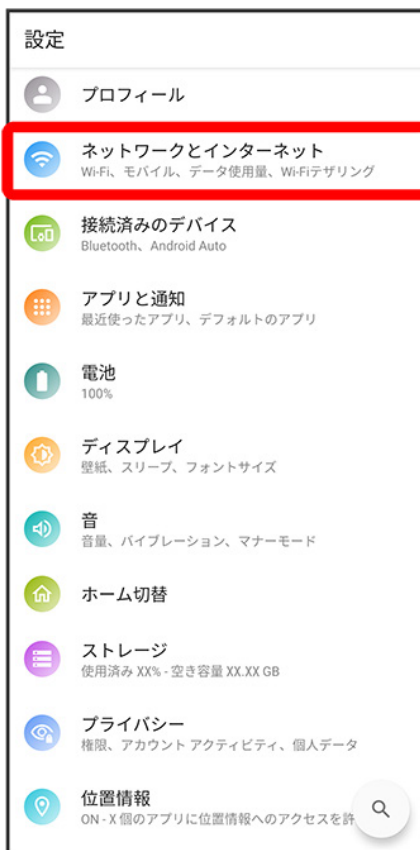 設定
プロフィール
ネットワークとインターネット
Wi-Fi、モバイル、データ使用量、Wi-Fiテザリング
接続済みのデバイス
Bluetooth、Android Auto
アプリと通知
最近使ったアプリ、デフォルトのアプリ
電池
100%
ディスプレイ
壁紙、スリープ、フォントサイズ
音
音量、バイブレーション、マナーモード
ホーム切替
ストレージ
使用済み XX% - 空き容量 XX.XX GB
プライバシー
権限、アカウント アクティビティ、個人データ
位置情報
ON - X 個のアプリに位置情報へのアクセスを許